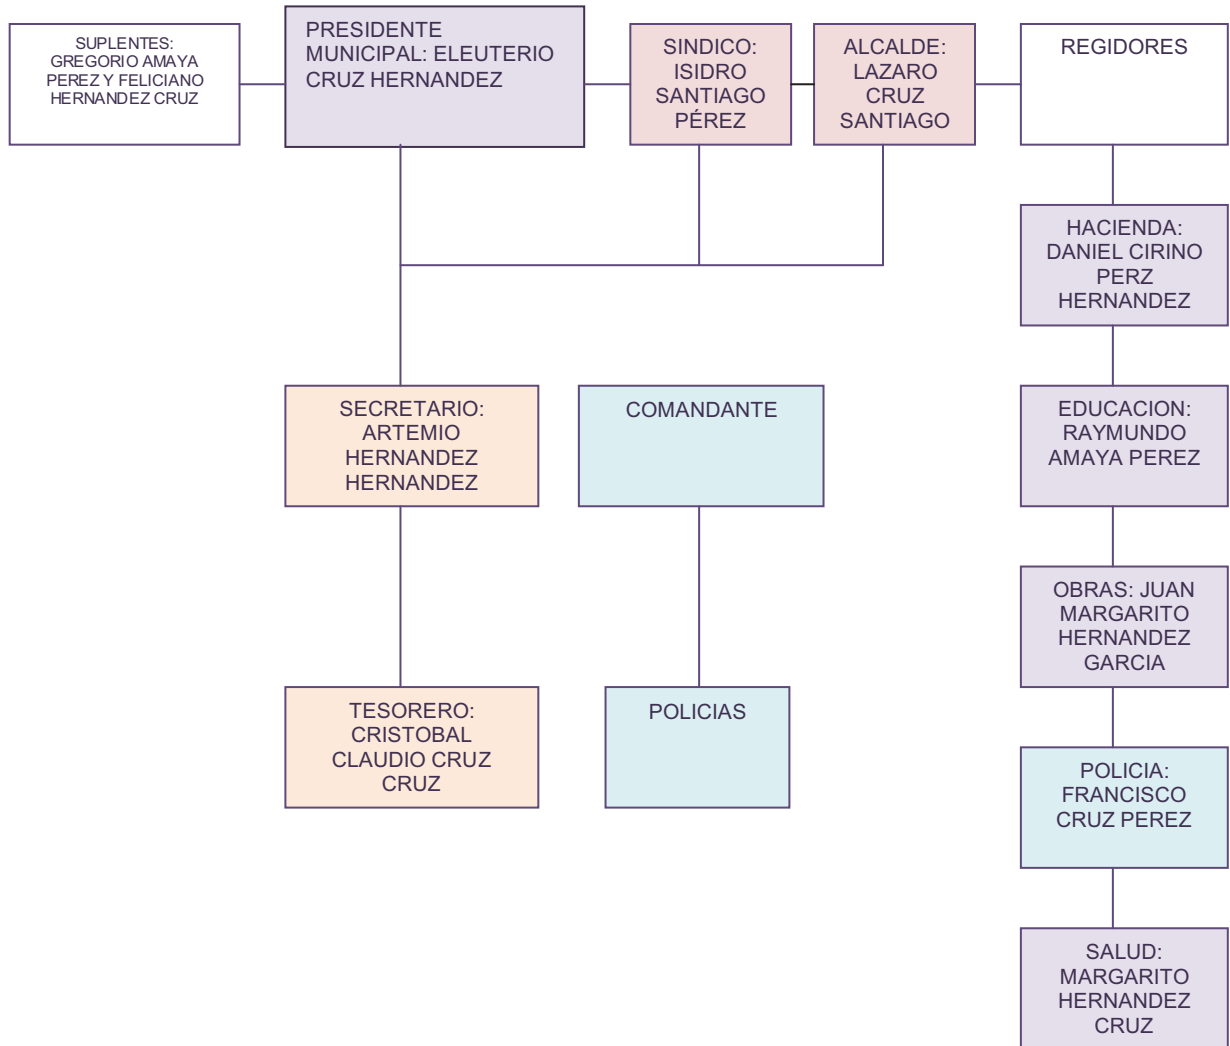 SUPLENTES:
GREGORIO AMAYA
PEREZ Y FELICIANO
HERNANDEZ CRUZ
PRESIDENTE
MUNICIPAL: ELEUTERIO
CRUZ HERNANDEZ
SINDICO:
ISIDRO
SANTIAGO
PÉREZ
ALCALDE:
LAZARO
CRUZ
SANTIAGO
REGIDORES
HACIENDA:
DANIEL CIRINO
PERZ
HERNANDEZ
SECRETARIO:
ARTEMIO
HERNANDEZ
HERNANDEZ
COMANDANTE
EDUCACION:
RAYMUNDO
AMAYA PEREZ
OBRAS: JUAN
MARGARITO
HERNANDEZ
GARCIA
TESORERO:
CRISTOBAL
CLAUDIO CRUZ
CRUZ
POLICIAS
POLICIA:
FRANCISCO
CRUZ PEREZ
SALUD:
MARGARITO
HERNANDEZ
CRUZ